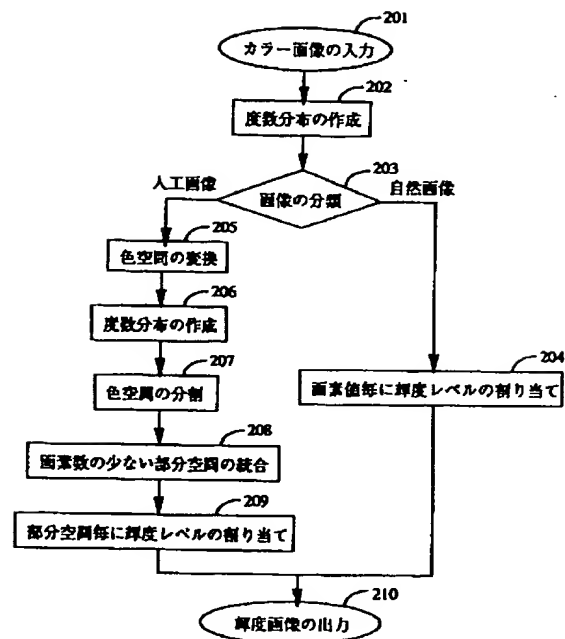 201
カラー画像の入力
202
度数分布の作成
203
人工画像
画像の分類
自然画像
205
色空間の変換
206
度数分布の作成
207
色空間の分割
204
画素値毎に輝度レベルの割り当て
208
画素数の少ない部分空間の統合
209
部分空間毎に輝度レベルの割り当て
210
輝度画像の出力